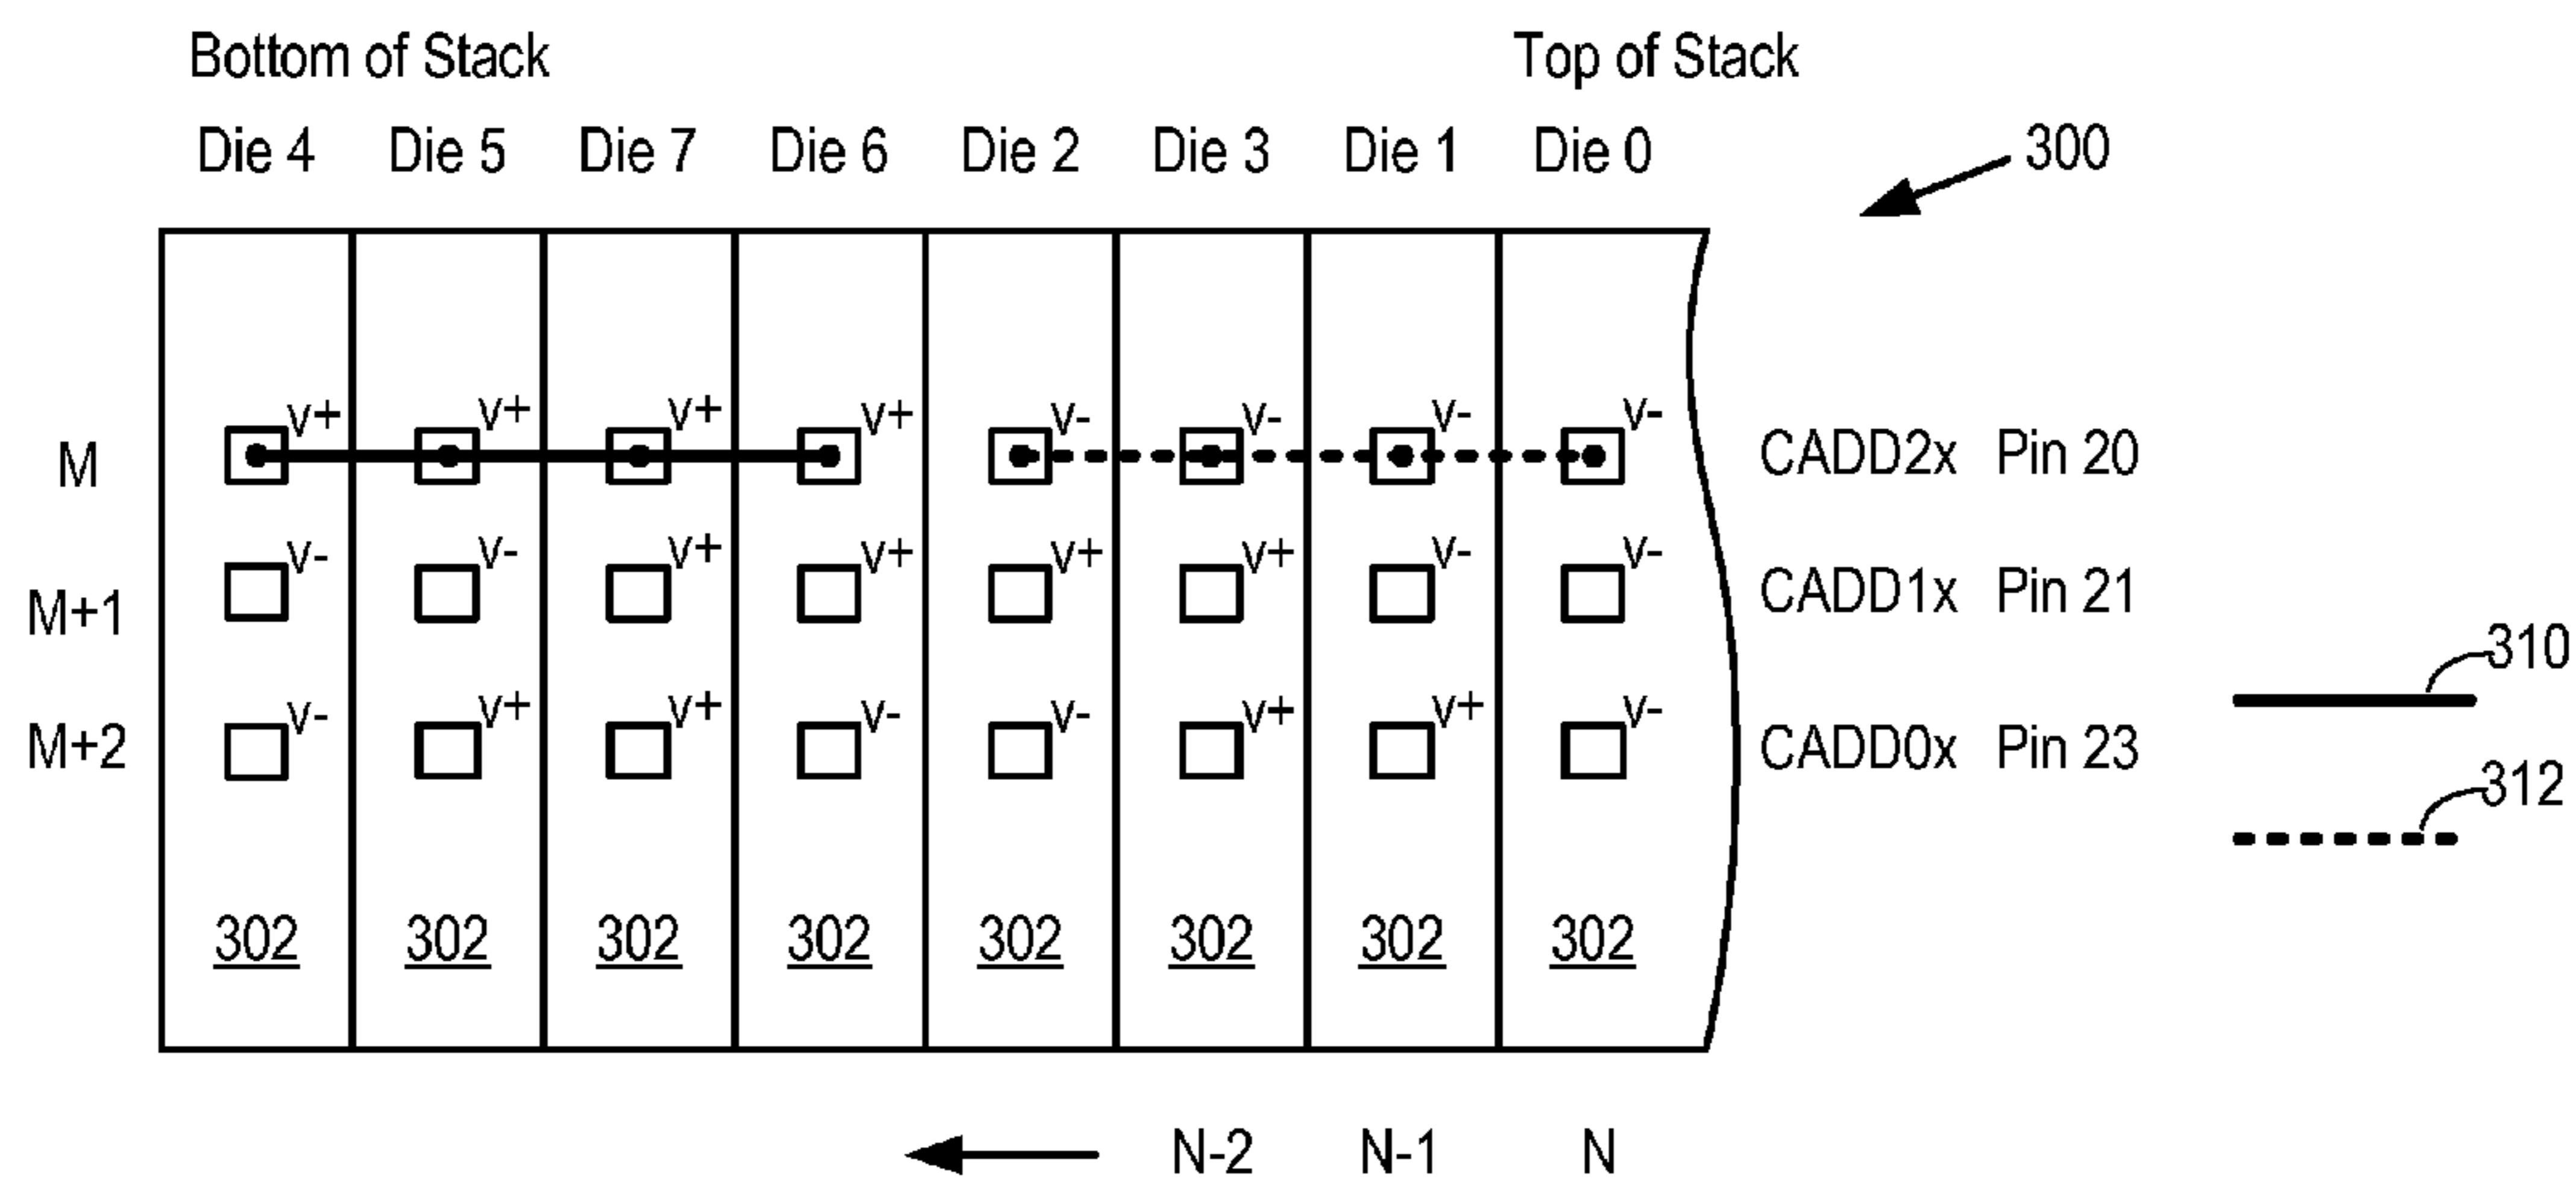 Bottom of Stack Top of Stack
Die 4 Die 5 Die 7 Die 6 Die 2 Die 3 Die 1 Die 0 300
M v+ v+ v+ v+ v- v- v- v- CADD2x Pin 20
M+1 v- v- v+ v+ v+ v+ v- v- CADD1x Pin 21
310
M+2 v- v+ v+ v- v- v+ v+ v- CADD0x Pin 23
312
302 302 302 302 302 302 302 302
N-2 N-1 N